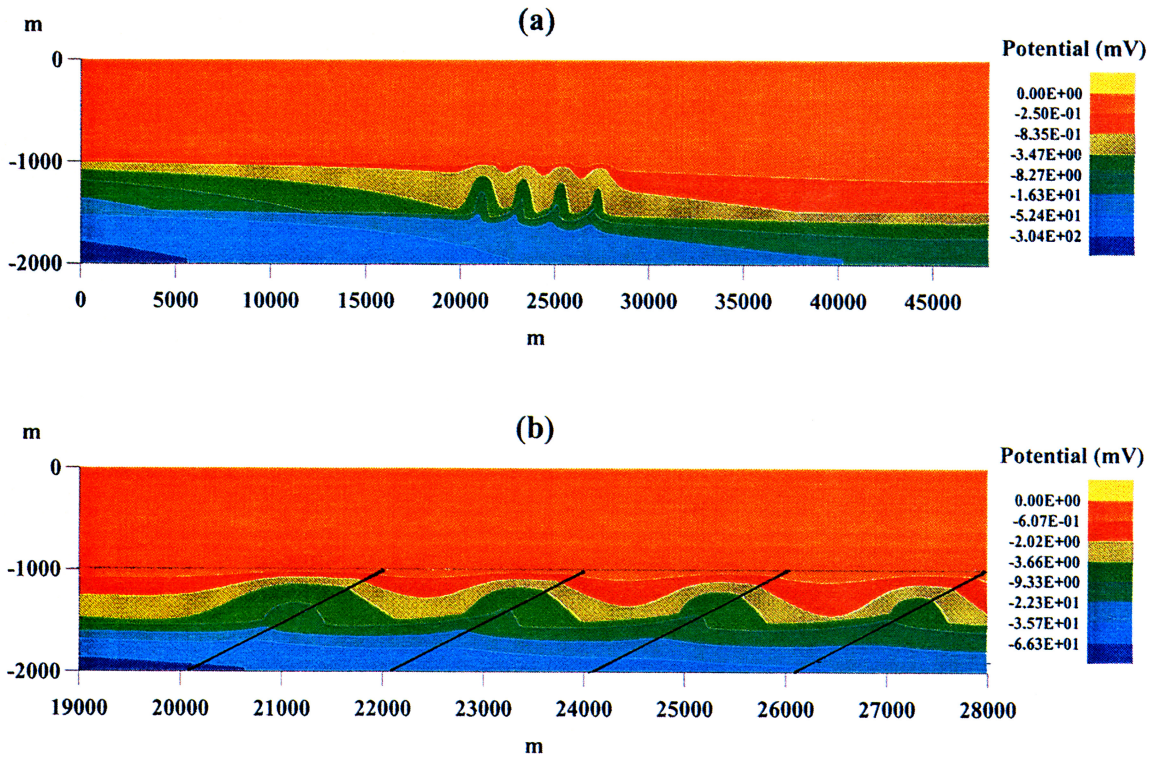 (a)
m
Potential (mV)
0
-1000
-2000
0.00E+00
-2.50E-01
-8.35E-01
-3.47E+00
-8.27E+00
-1.63E+01
-5.24E+01
-3.04E+02
0 5000 10000 15000 20000 25000 30000 35000 40000 45000
m
(b)
m
Potential (mV)
0
-1000
-2000
0.00E+00
-6.07E-01
-2.02E+00
-3.66E+00
-9.33E+00
-2.23E+01
-3.57E+01
-6.63E+01
19000 20000 21000 22000 23000 24000 25000 26000 27000 28000
m